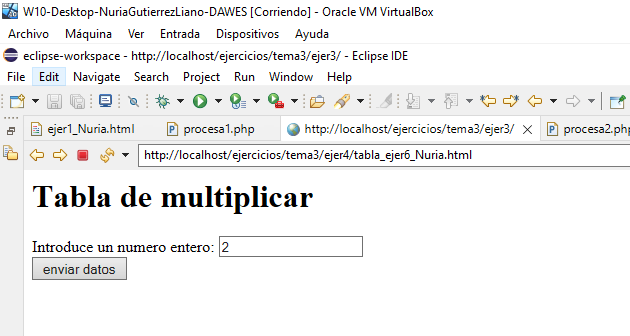 W10-Desktop-NuriaGutierrezLiano-DAWES [Corriendo] - Oracle VM VirtualBox
Archivo Máquina Ver Entrada Dispositivos Ayuda
eclipse-workspace - http://localhost/ejercicios/tema3/ejer3/ - Eclipse IDE
File Edit Navigate Search Project Run Window Help
ejer1_Nuria.html procesa1.php http://localhost/ejercicios/tema3/ejer3/ procesa2.php
http://localhost/ejercicios/tema3/ejer4/tabla_ejer6_Nuria.html
Tabla de multiplicar
Introduce un numero entero: 2
enviar datos